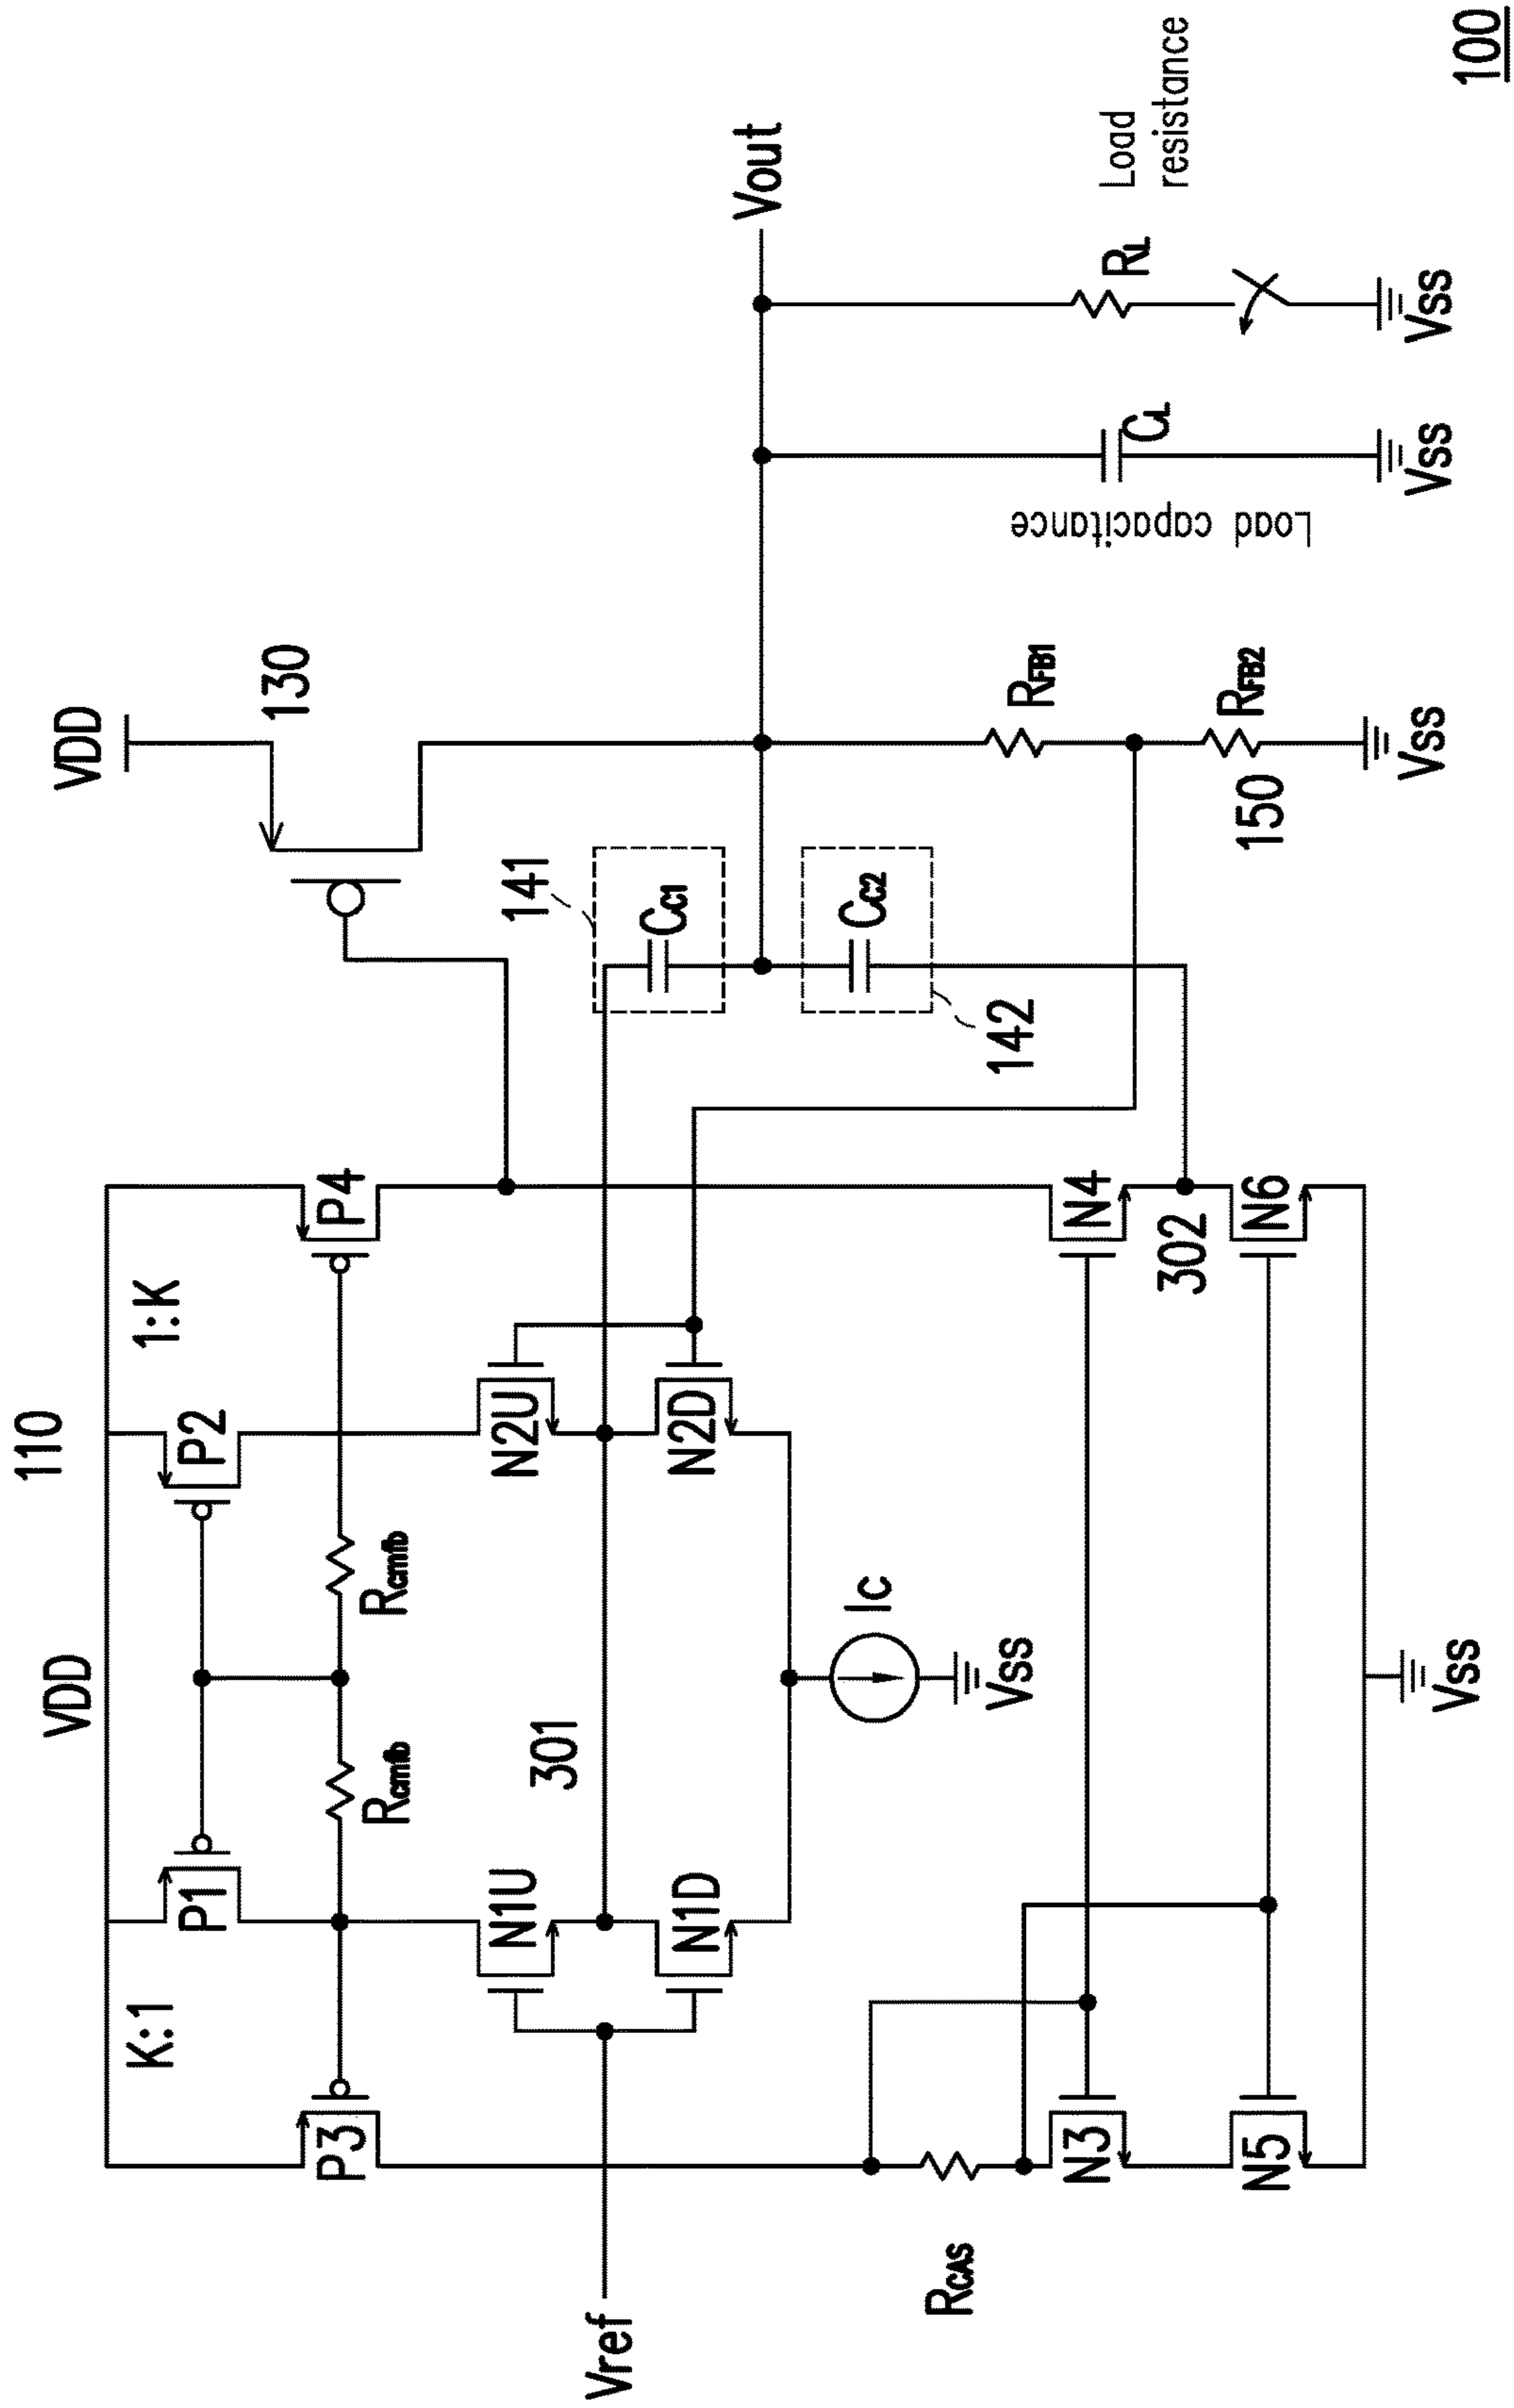 110
VDD
VDD
K:1
1:K
P1
P2
P3
P4
130
Rcmfb
Rcmfb
301
N1U
N2U
N1D
N2D
Vref
141
CC1
Vout
CC2
142
Ic
Vss
RCAS
RFB1
RFB2
150
Vss
Load capacitance
CL
Vss
RL
Load
resistance
Vss
N3
N4
302
N5
N6
Vss
100